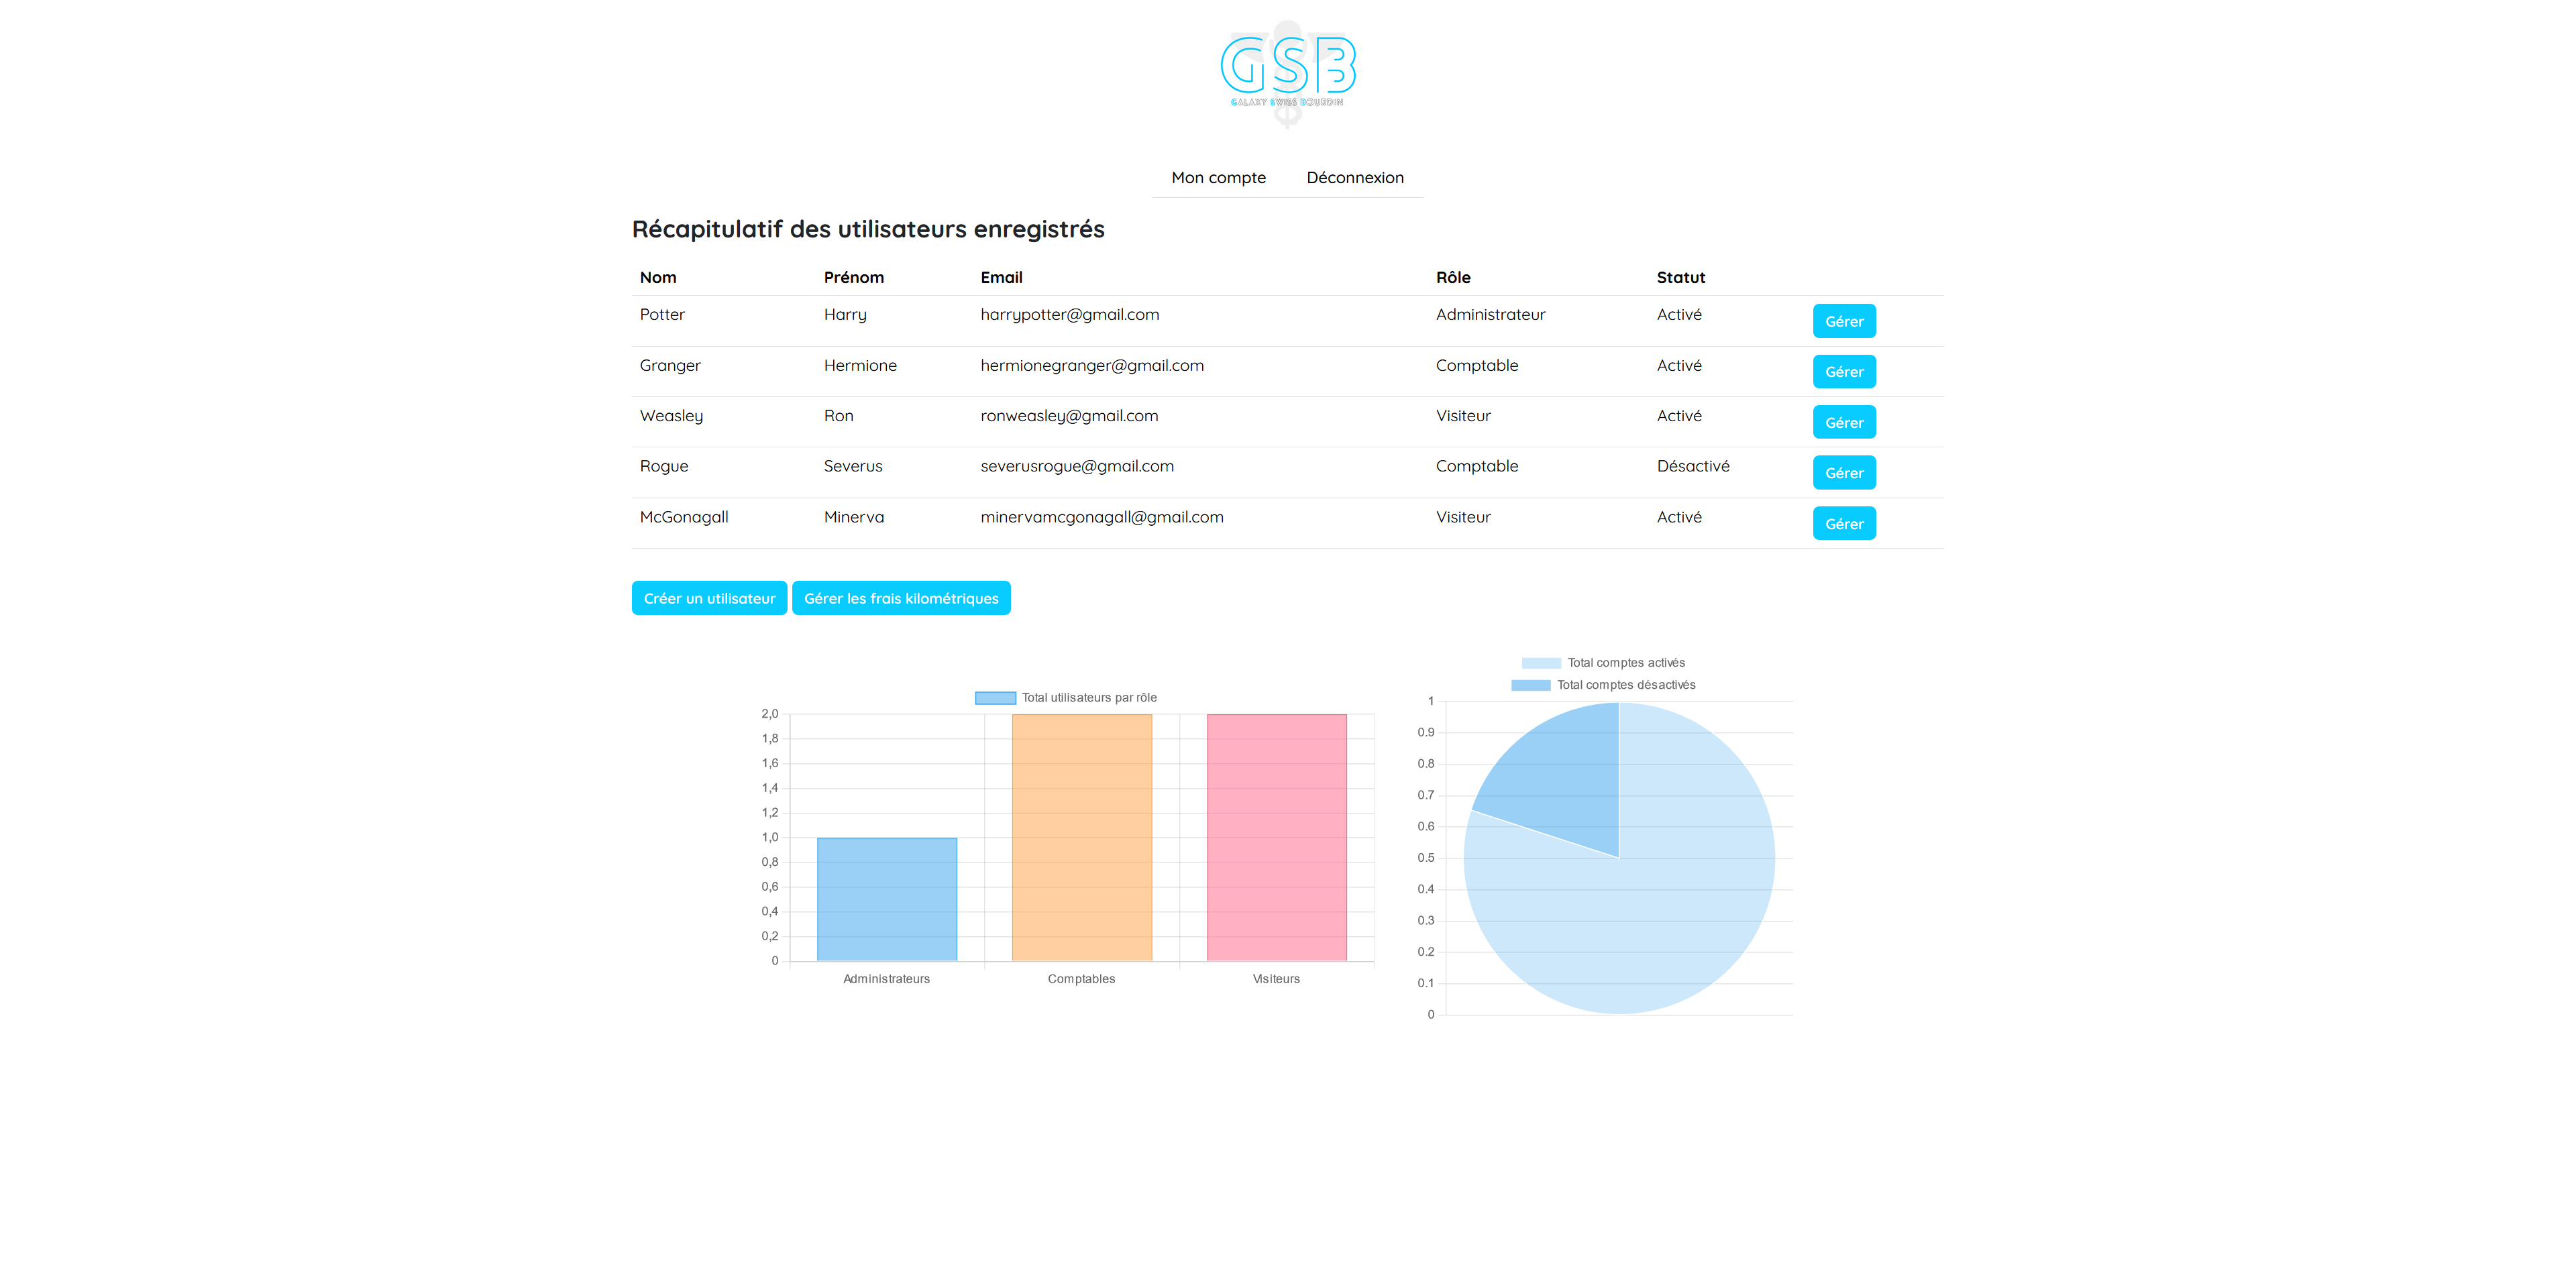 GSB
GALAXY SWISS BOURDIN
Mon compte Déconnexion
Récapitulatif des utilisateurs enregistrés
Nom Prénom Email Rôle Statut
Potter Harry harrypotter@gmail.com Administrateur Activé Gérer
Granger Hermione hermionegranger@gmail.com Comptable Activé Gérer
Weasley Ron ronweasley@gmail.com Visiteur Activé Gérer
Rogue Severus severusrogue@gmail.com Comptable Désactivé Gérer
McGonagall Minerva minervamcgonagall@gmail.com Visiteur Activé Gérer
Créer un utilisateur Gérer les frais kilométriques
Total utilisateurs par rôle
2,0
1,8
1,6
1,4
1,2
1,0
0,8
0,6
0,4
0,2
0
Administrateurs Comptables Visiteurs
Total comptes activés
Total comptes désactivés
1
0.9
0.8
0.7
0.6
0.5
0.4
0.3
0.2
0.1
0